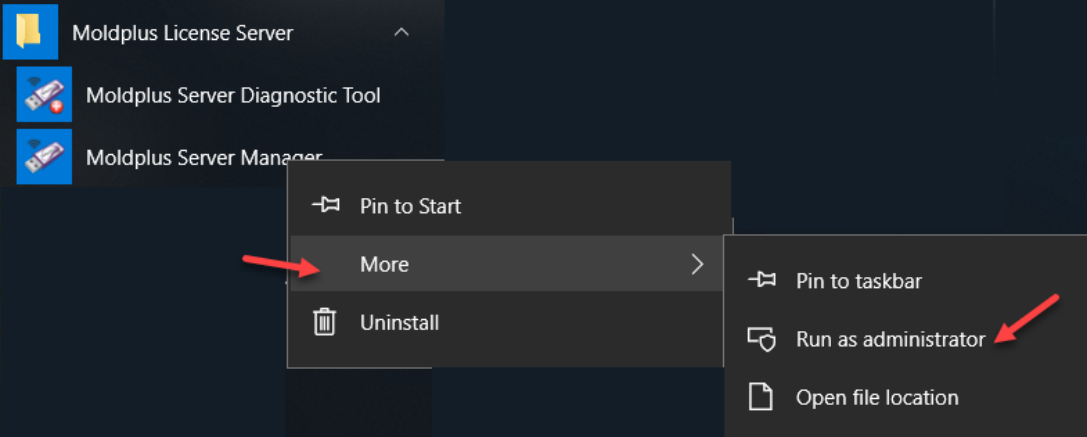 Moldplus License Server
Moldplus Server Diagnostic Tool
Moldplus Server Manager
Pin to Start
More
Uninstall
Pin to taskbar
Run as administrator
Open file location